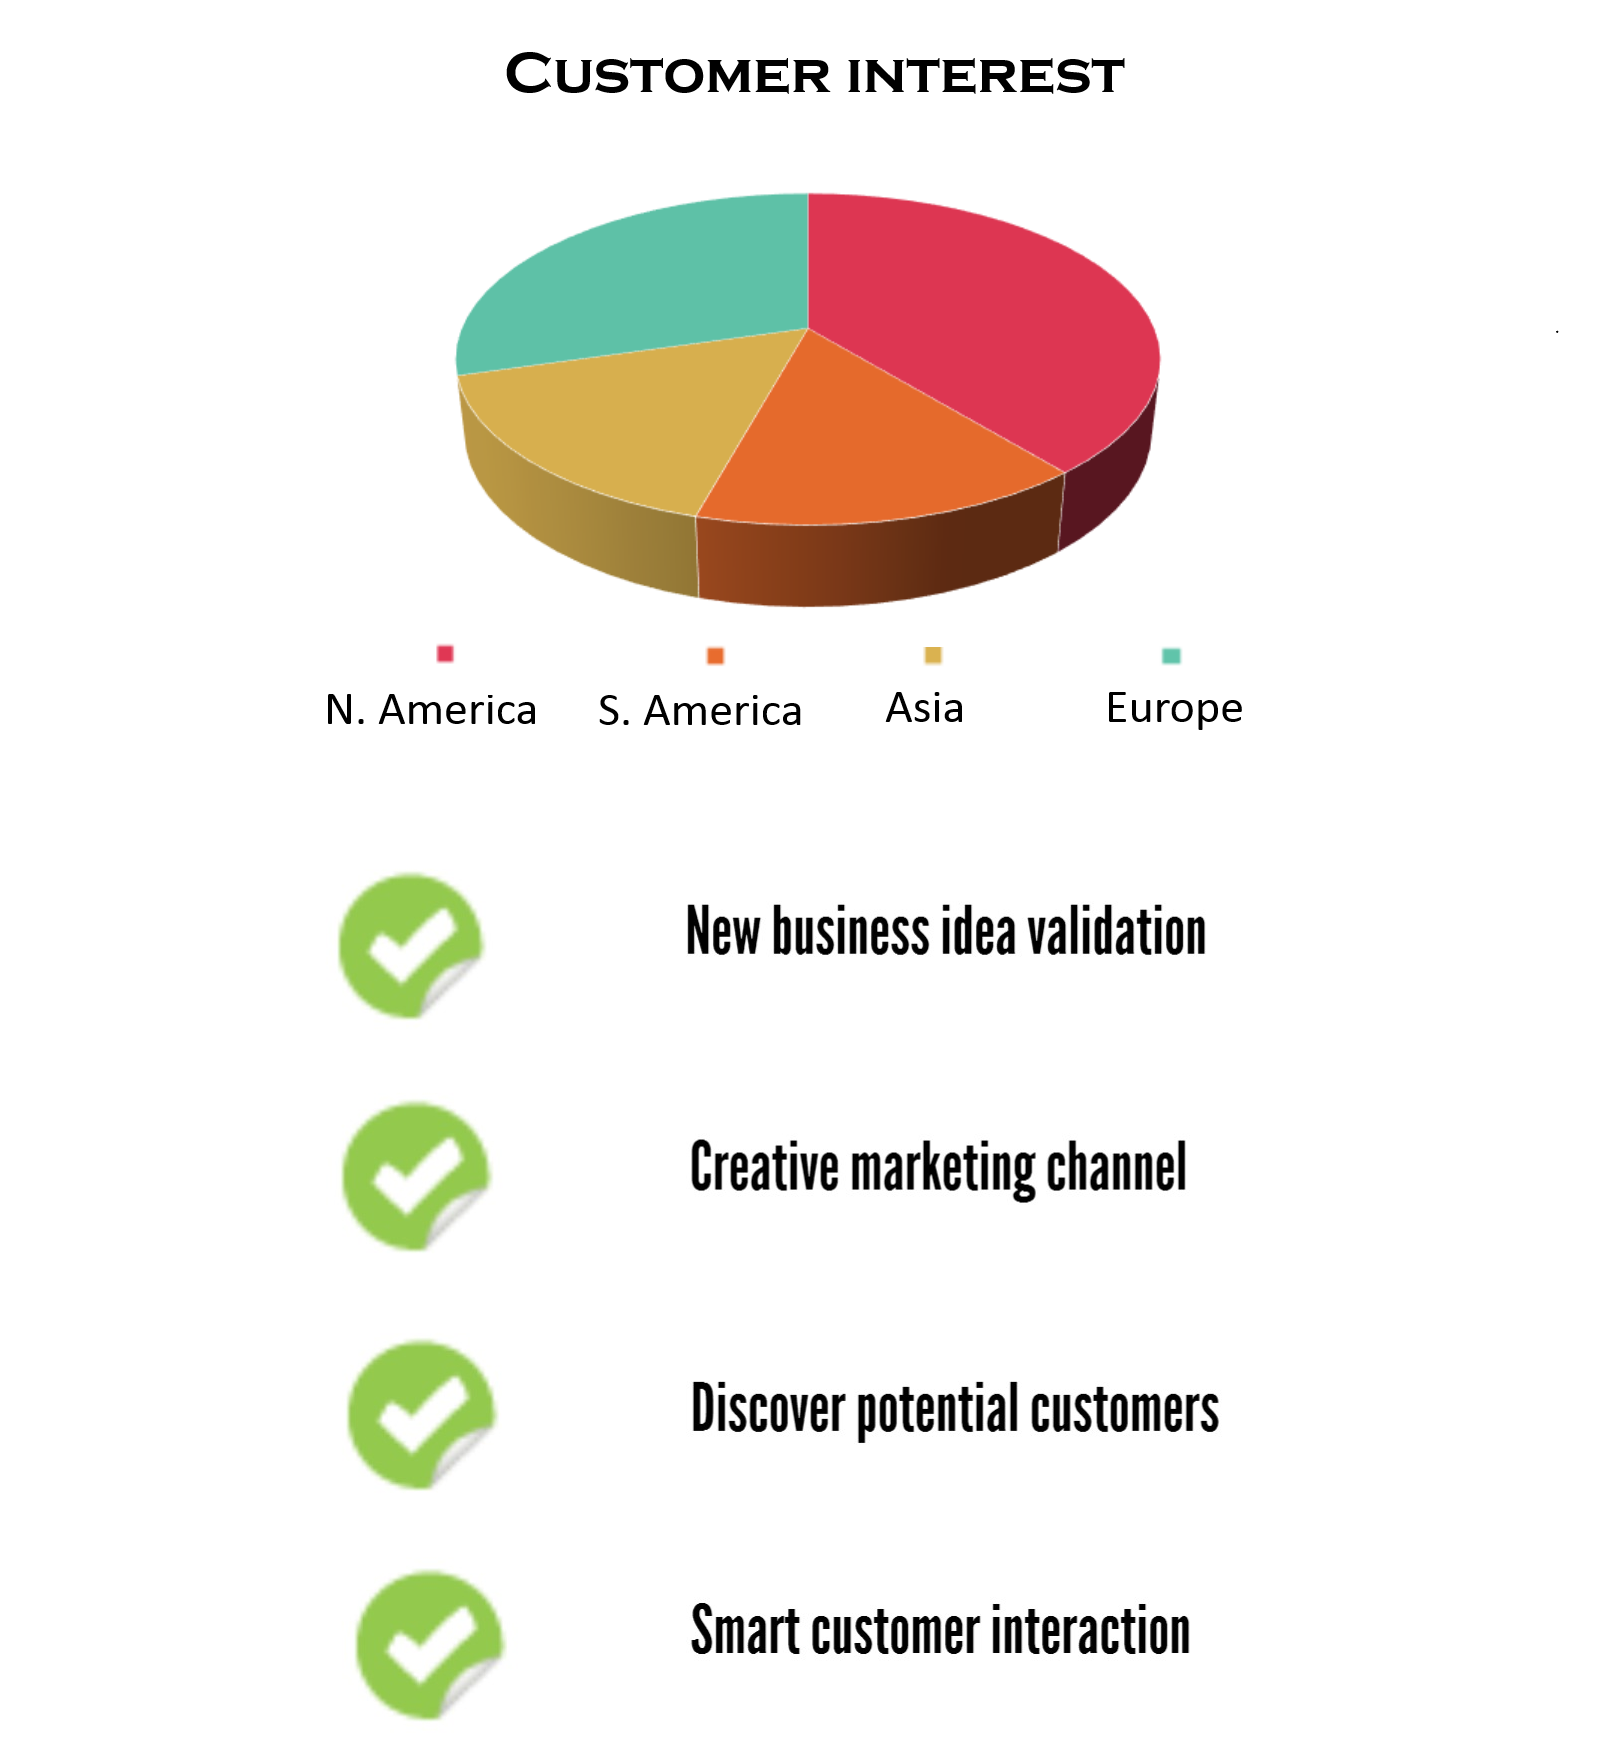 Customer interest
N. America
S. America
Asia
Europe
New business idea validation
Creative marketing channel
Discover potential customers
Smart customer interaction